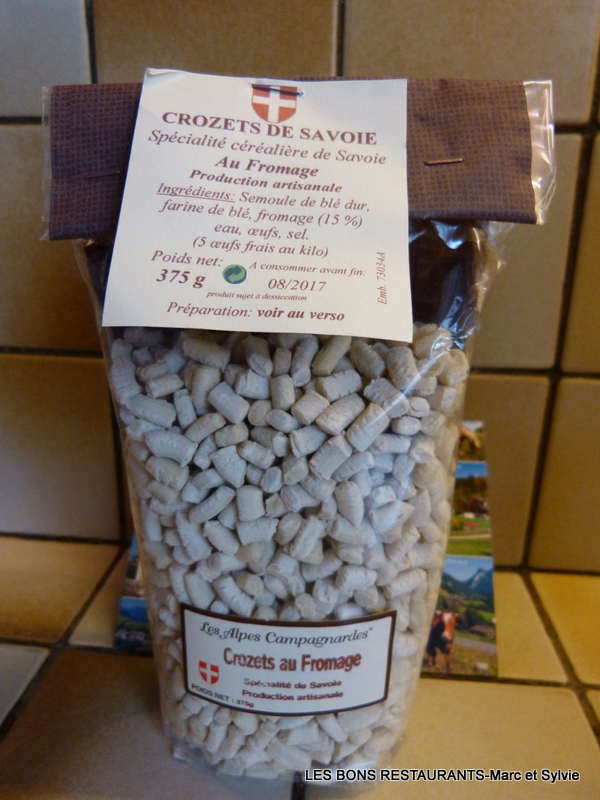 CROZETS DE SAVOIE
Spécialité céréalière de Savoie
Au Fromage
Production artisanale
Ingrédients: Semoule de blé dur,
farine de blé, fromage (15 %)
eau, œufs, sel.
(5 œufs frais au kilo)
Poids net:
375 g
A consommer avant fin:
08/2017
produit sujet à dessiccation
Emb. 73034A
Préparation: voir au verso
Les Alpes Campagnardes®
Crozets au Fromage
Spécialité de Savoie
Production artisanale
POIDS NET : 375g
LES BONS RESTAURANTS-Marc et Sylvie